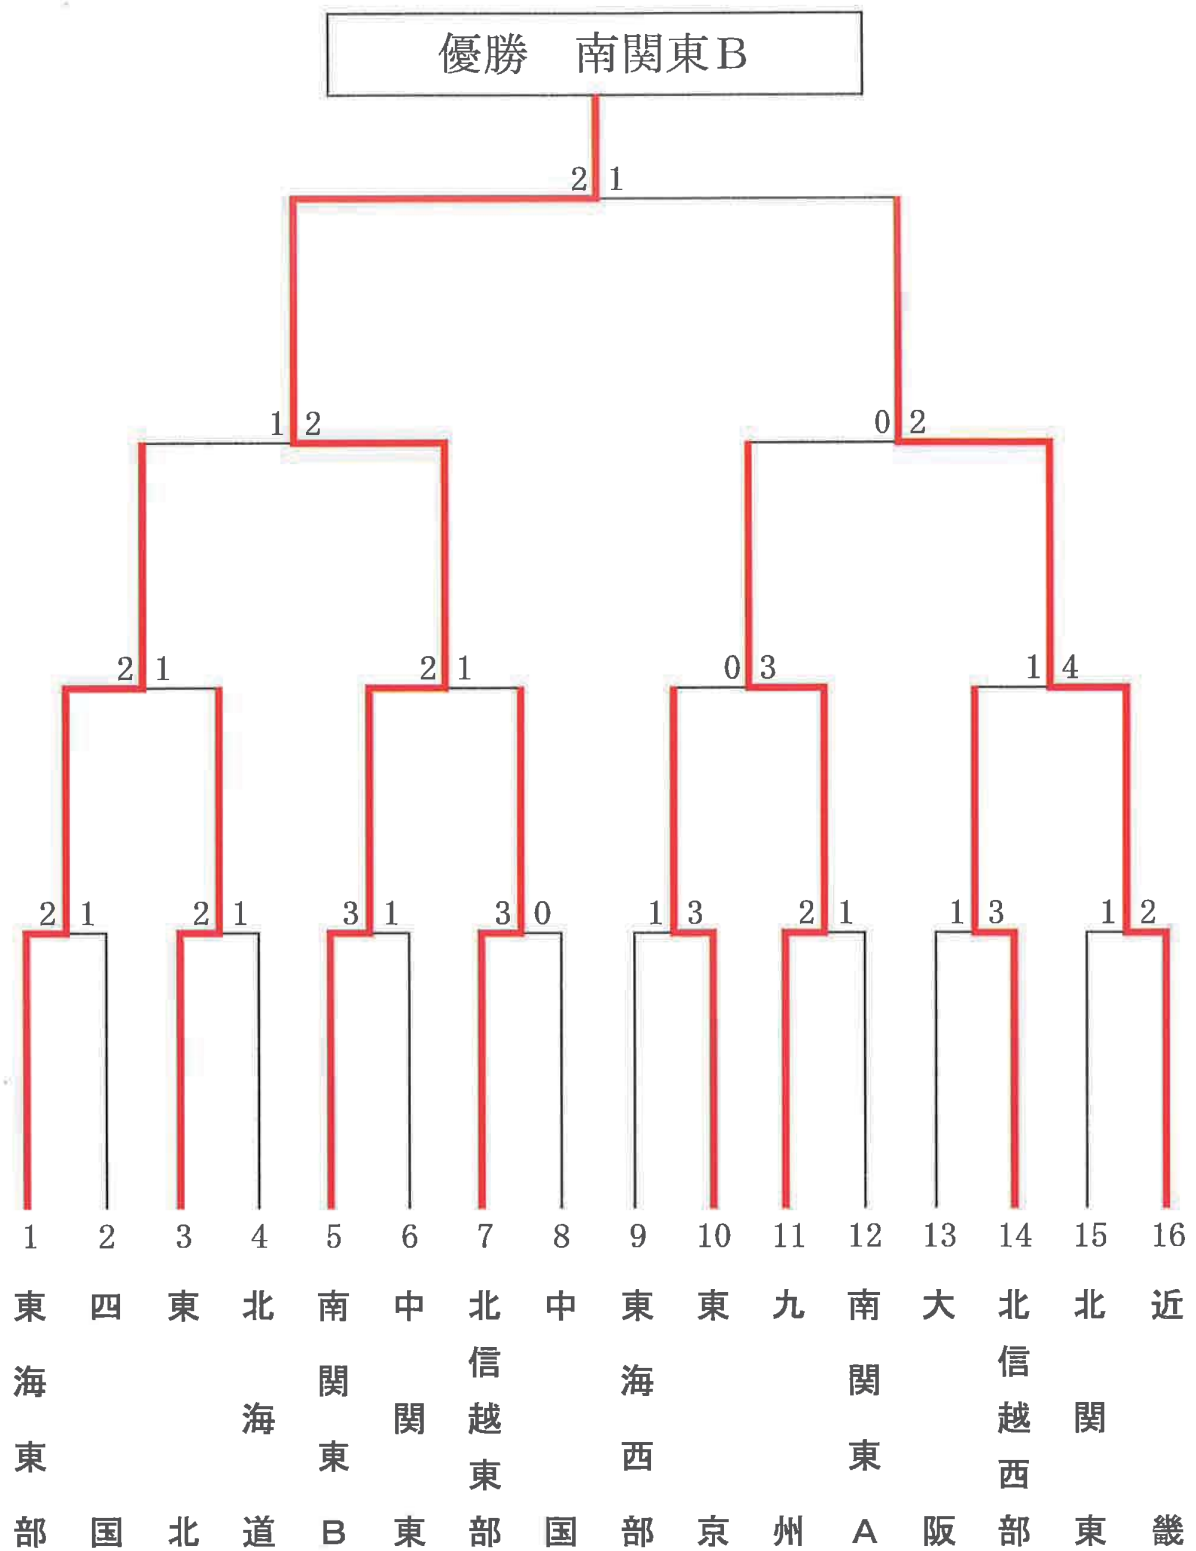 優勝 南関東B
2 1
1 2
0 2
2 1
2 1
0 3
1 4
2 1
2 1
3 1
3 0
1 3
2 1
1 3
1 2
1 2 3 4 5 6 7 8 9 10 11 12 13 14 15 16
東海東部
四国
東北
北海道
南関東B
中関東
北信越東部
中国
東海西部
東京
九州
南関東A
大阪
北信越西部
北関東
近畿